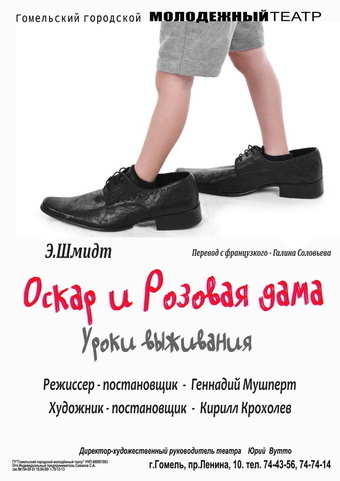 Гомельский городской МОЛОДЕЖНЫЙ ТЕАТР
Э.Шмидт
Перевод с французкого - Галина Соловьева
Оскар и Розовая дама
Уроки выживания
Режиссер - постановщик - Геннадий Мушперт
Художник - постановщик - Кирилл Крохолев
Директор-художественный руководитель театра Юрий Вутто
г.Гомель, пр.Ленина, 10. тел. 74-43-56, 74-74-14